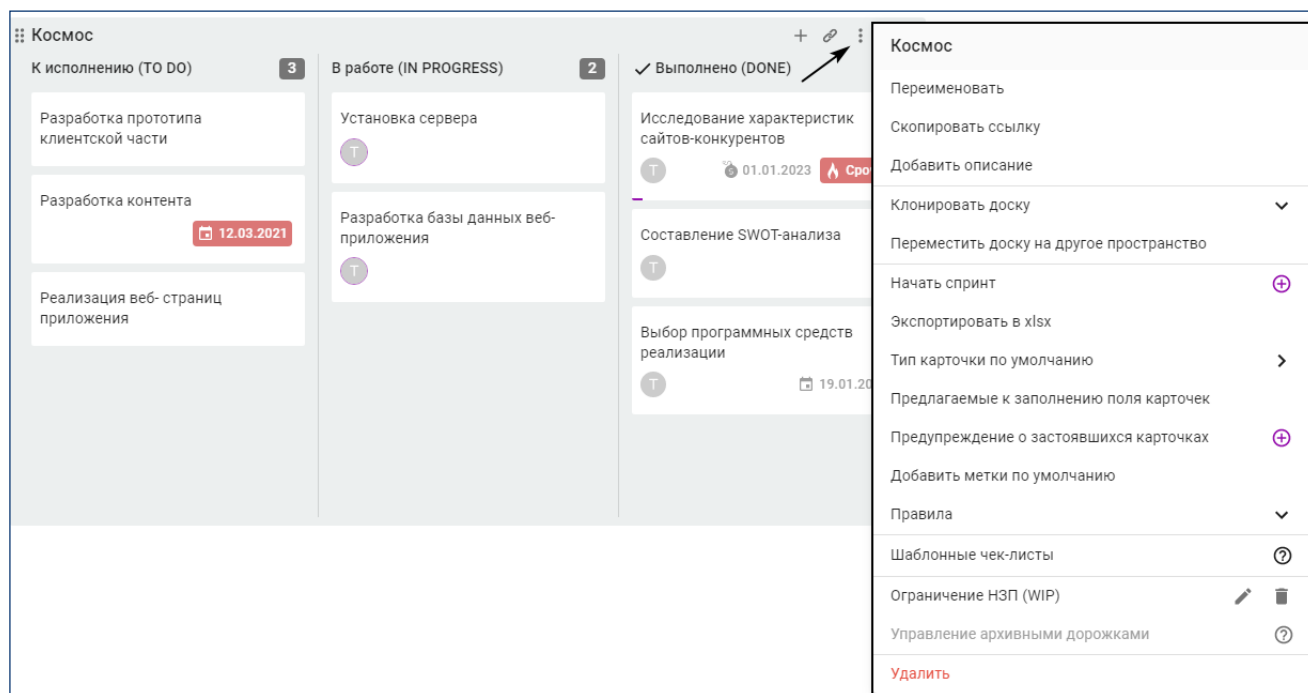 Космос
К исполнению (TO DO) 3
Разработка прототипа
клиентской части
Разработка контента
12.03.2021
Реализация веб- страниц
приложения
В работе (IN PROGRESS) 2
Установка сервера
Т
Разработка базы данных веб-
приложения
Т
Выполнено (DONE)
Исследование характеристик
сайтов-конкурентов
Т 01.01.2023 Сро
Составление SWOT-анализа
Т
Выбор программных средств
реализации
Т 19.01.20
Космос
Переименовать
Скопировать ссылку
Добавить описание
Клонировать доску
Переместить доску на другое пространство
Начать спринт
Экспортировать в xlsx
Тип карточки по умолчанию
Предлагаемые к заполнению поля карточек
Предупреждение о застоявшихся карточках
Добавить метки по умолчанию
Правила
Шаблонные чек-листы
Ограничение НЗП (WIP)
Управление архивными дорожками
Удалить